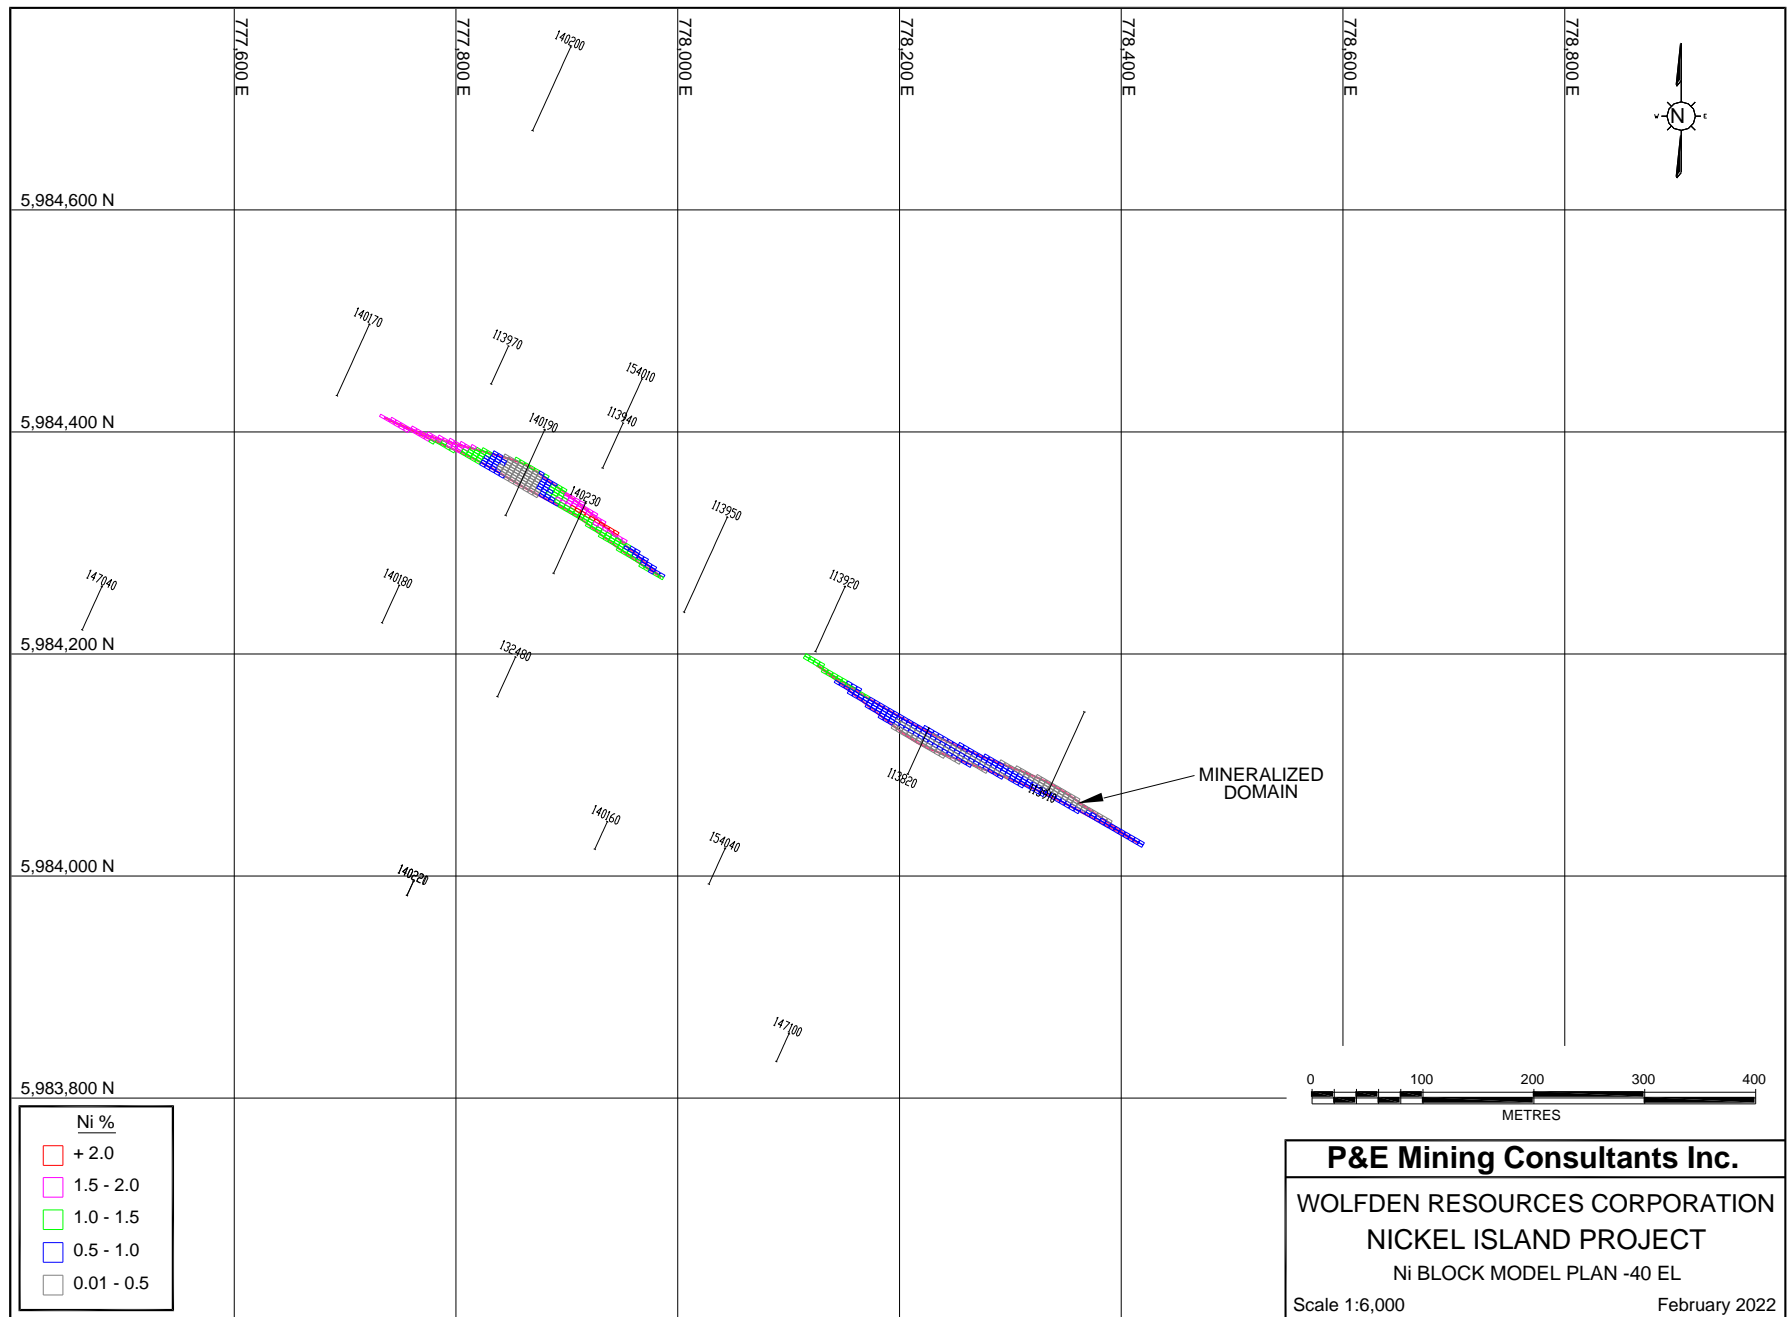 777,600 E
777,800 E
778,000 E
778,200 E
778,400 E
778,600 E
778,800 E
140200
N
W
E
5,984,600 N
140170
113970
154010
113940
5,984,400 N
140190
140230
113950
147040
140180
113920
5,984,200 N
132480
113820
113910
MINERALIZED
DOMAIN
140160
154040
5,984,000 N
147100
5,983,800 N
0 100 200 300 400
METRES
Ni %
+ 2.0
1.5 - 2.0
1.0 - 1.5
0.5 - 1.0
0.01 - 0.5
P&E Mining Consultants Inc.
WOLFDEN RESOURCES CORPORATION
NICKEL ISLAND PROJECT
Ni BLOCK MODEL PLAN -40 EL
Scale 1:6,000 February 2022